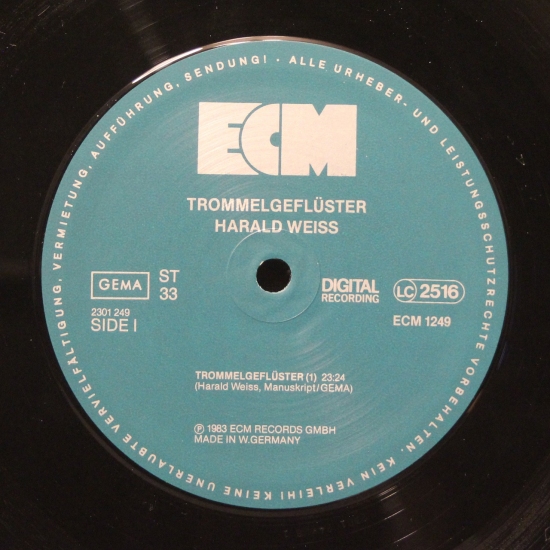 ECM
TROMMELGEFLÜSTER
HARALD WEISS
GEMA
ST
33
2301 249
SIDE I
DIGITAL
RECORDING
LC 2516
ECM 1249
TROMMELGEFLÜSTER (1) 23:24
(Harald Weiss, Manuskript/GEMA)
Ⓟ 1983 ECM RECORDS GMBH
MADE IN W.GERMANY
ALLE URHEBER- UND LEISTUNGSSCHUTZRECHTE VORBEHALTEN. KEIN VERLEIH! KEINE UNERLAUBTE VERVIELFÄLTIGUNG, VERMIETUNG, AUFFÜHRUNG, SENDUNG! ·